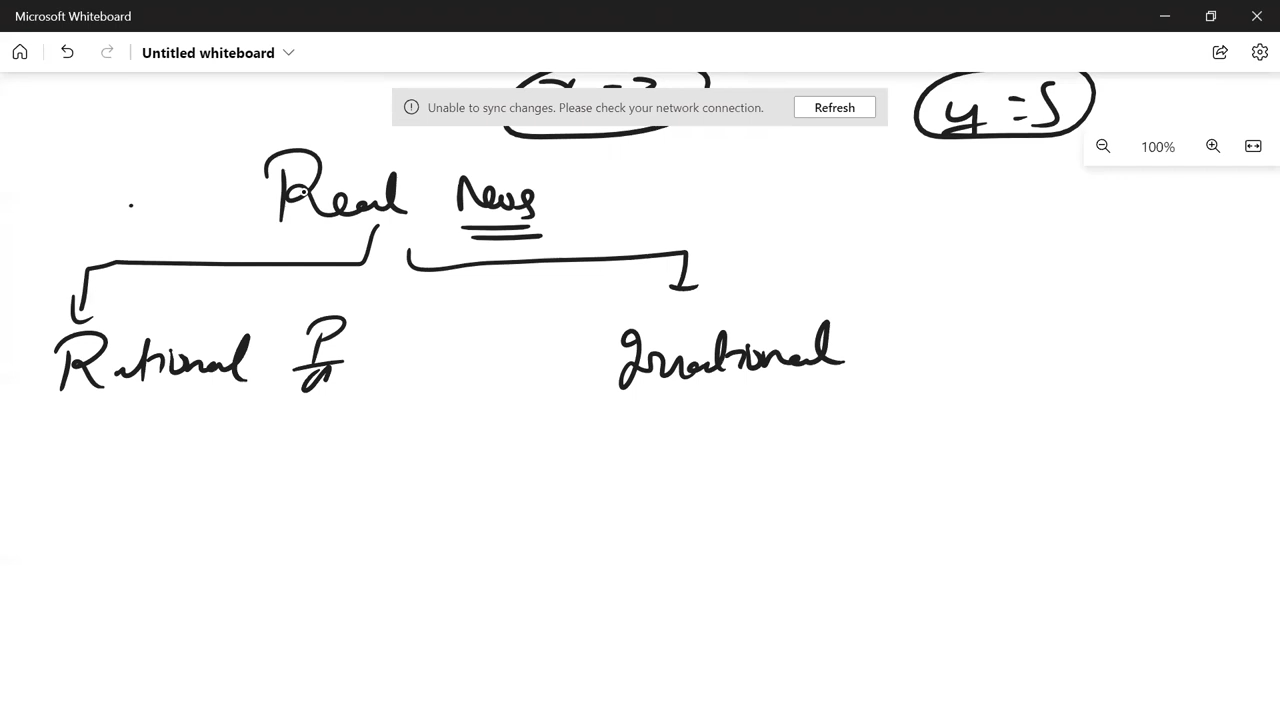 Microsoft Whiteboard
Untitled whiteboard
Unable to sync changes. Please check your network connection.
Refresh
y = 5
100%
Real
Rational P/q
Irrational